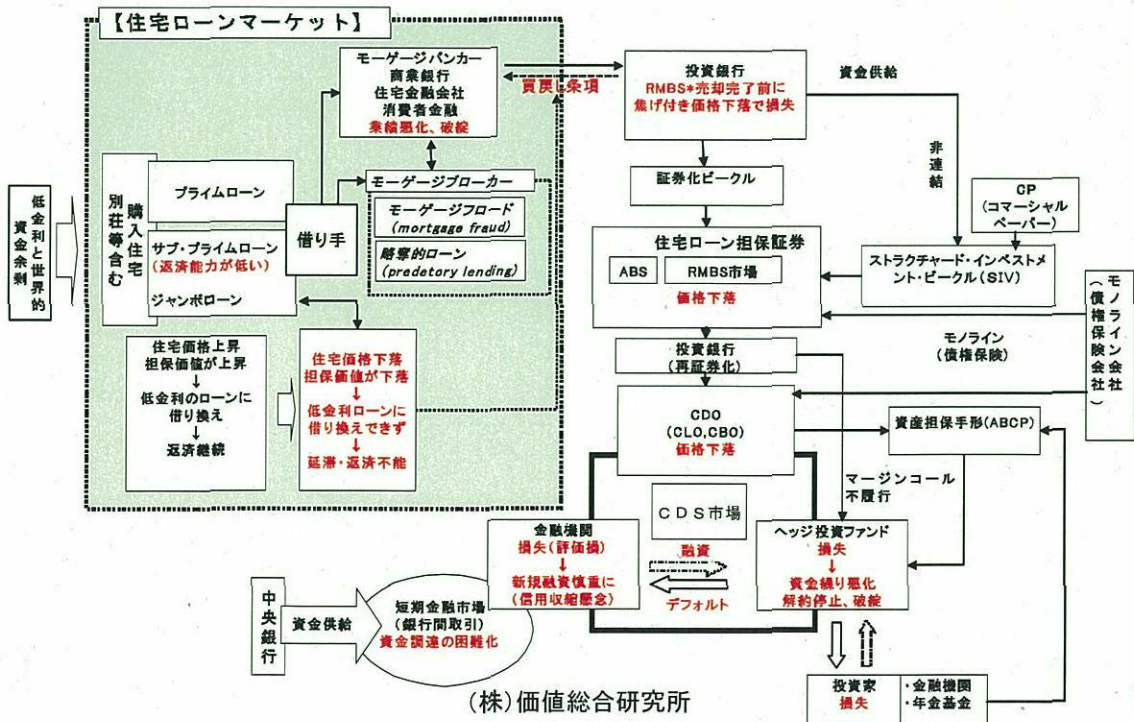 【住宅ローンマーケット】
モーゲージバンカー
商業銀行
住宅金融会社
消費者金融
業績悪化、破綻
買戻し条項
投資銀行
RMBS*売却完了前に
焦げ付き価格下落で損失
資金供給
非連結
証券化ビークル
CP
(コマーシャル
ペーパー)
モーゲージブローカー
モーゲージフロード
(mortgage fraud)
略奪的ローン
(predetory lending)
低金利と世界的
資金余剰
購入住宅
別荘等含む
プライムローン
サブ・プライムローン
(返済能力が低い)
ジャンボローン
借り手
住宅ローン担保証券
ABS
RMBS市場
価格下落
ストラクチャード・インベストメ
ント・ビークル(SIV)
モノライン会社
(債権保険会社)
モノライン
(債権保険)
住宅価格上昇
担保価値が上昇
↓
低金利のローンに
借り換え
↓
返済継続
住宅価格下落
担保価値が下落
↓
低金利ローンに
借り換えできず
↓
延滞・返済不能
投資銀行
(再証券化)
CDO
(CLO,CBO)
価格下落
資産担保手形(ABCP)
マージンコール
不履行
CDS市場
金融機関
損失(評価損)
↓
新規融資慎重に
(信用収縮懸念)
融資
デフォルト
ヘッジ投資ファンド
損失
↓
資金繰り悪化
解約停止、破綻
中央銀行
資金供給
短期金融市場
(銀行間取引)
資金調達の困難化
投資家
損失
・金融機関
・年金基金
(株)価値総合研究所